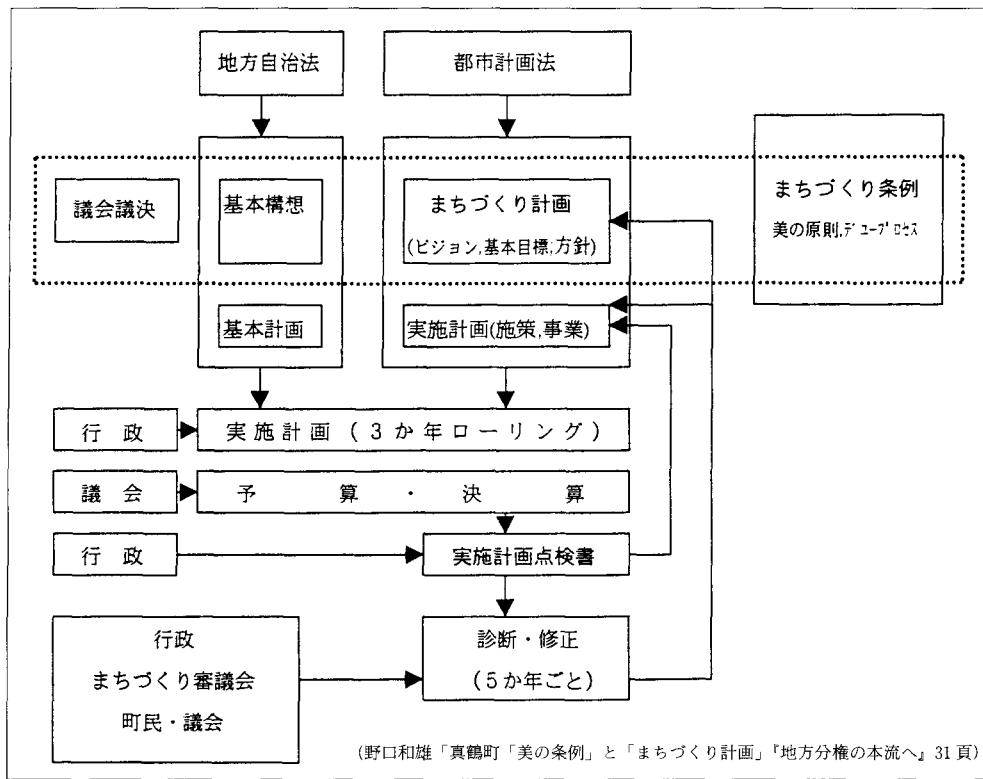 地方自治法
都市計画法
議会議決
基本構想
まちづくり計画
(ビジョン,基本目標;方針)
まちづくり条例
美の原則,デュープロセス
基本計画
実施計画(施策,事業)
行 政
実施計画(3か年ローリング)
議 会
予 算 ・ 決 算
行 政
実施計画点検書
行政
まちづくり審議会
町民・議会
診断・修正
(5か年ごと)
(野口和雄「真鶴町「美の条例」と「まちづくり計画」『地方分権の本流へ』31頁)